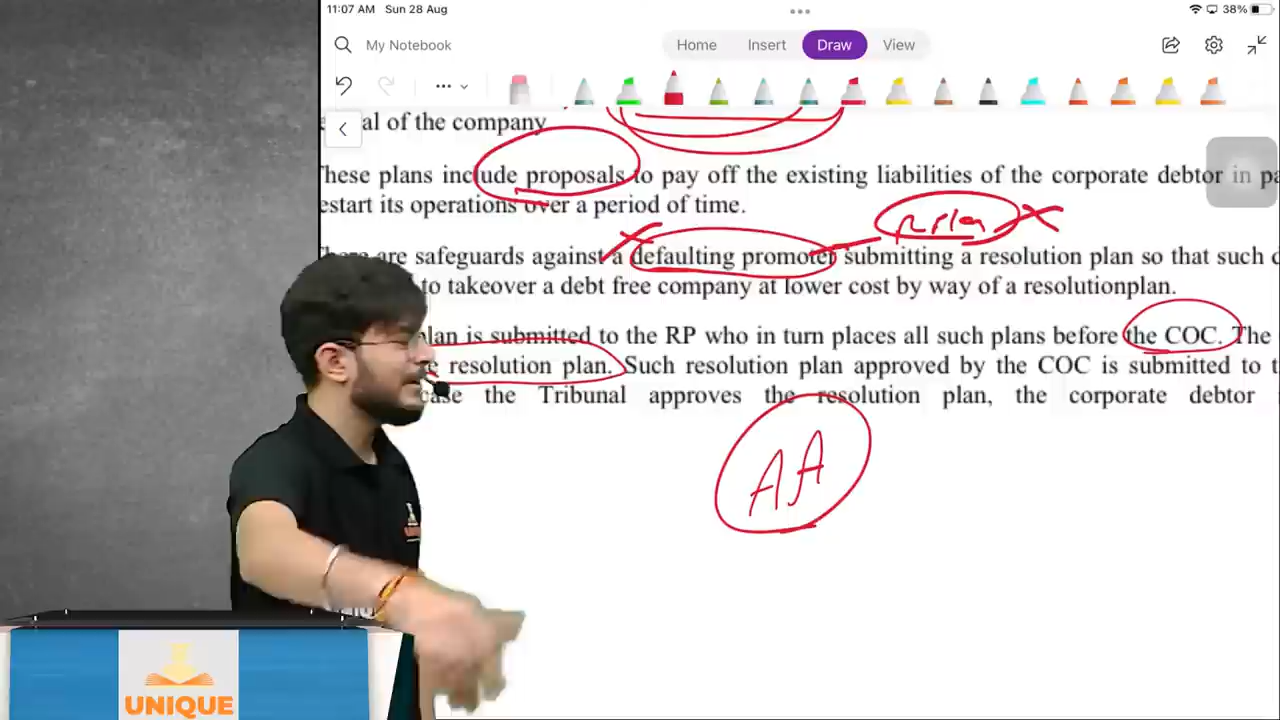 11:07 AM Sun 28 Aug
38%
My Notebook
Home Insert Draw View
al of the company
These plans include proposals to pay off the existing liabilities of the corporate debtor in pa
estart its operations over a period of time.
plan
are safeguards against a defaulting promoter submitting a resolution plan so that such d
to takeover a debt free company at lower cost by way of a resolutionplan.
lan is submitted to the RP who in turn places all such plans before the COC. The
resolution plan. Such resolution plan approved by the COC is submitted to t
case the Tribunal approves the resolution plan, the corporate debtor
AA
UNIQUE